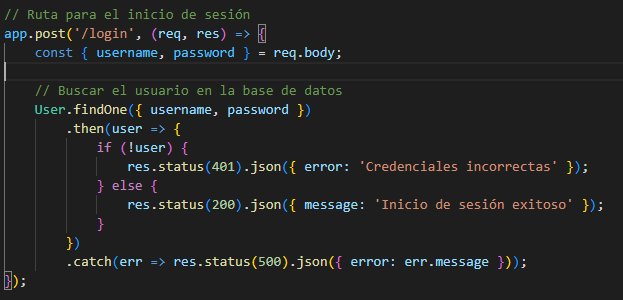 // Ruta para el inicio de sesión
app.post('/login', (req, res) => {
    const { username, password } = req.body;

    // Buscar el usuario en la base de datos
    User.findOne({ username, password })
        .then(user => {
            if (!user) {
                res.status(401).json({ error: 'Credenciales incorrectas' });
            } else {
                res.status(200).json({ message: 'Inicio de sesión exitoso' });
            }
        })
        .catch(err => res.status(500).json({ error: err.message }));
});